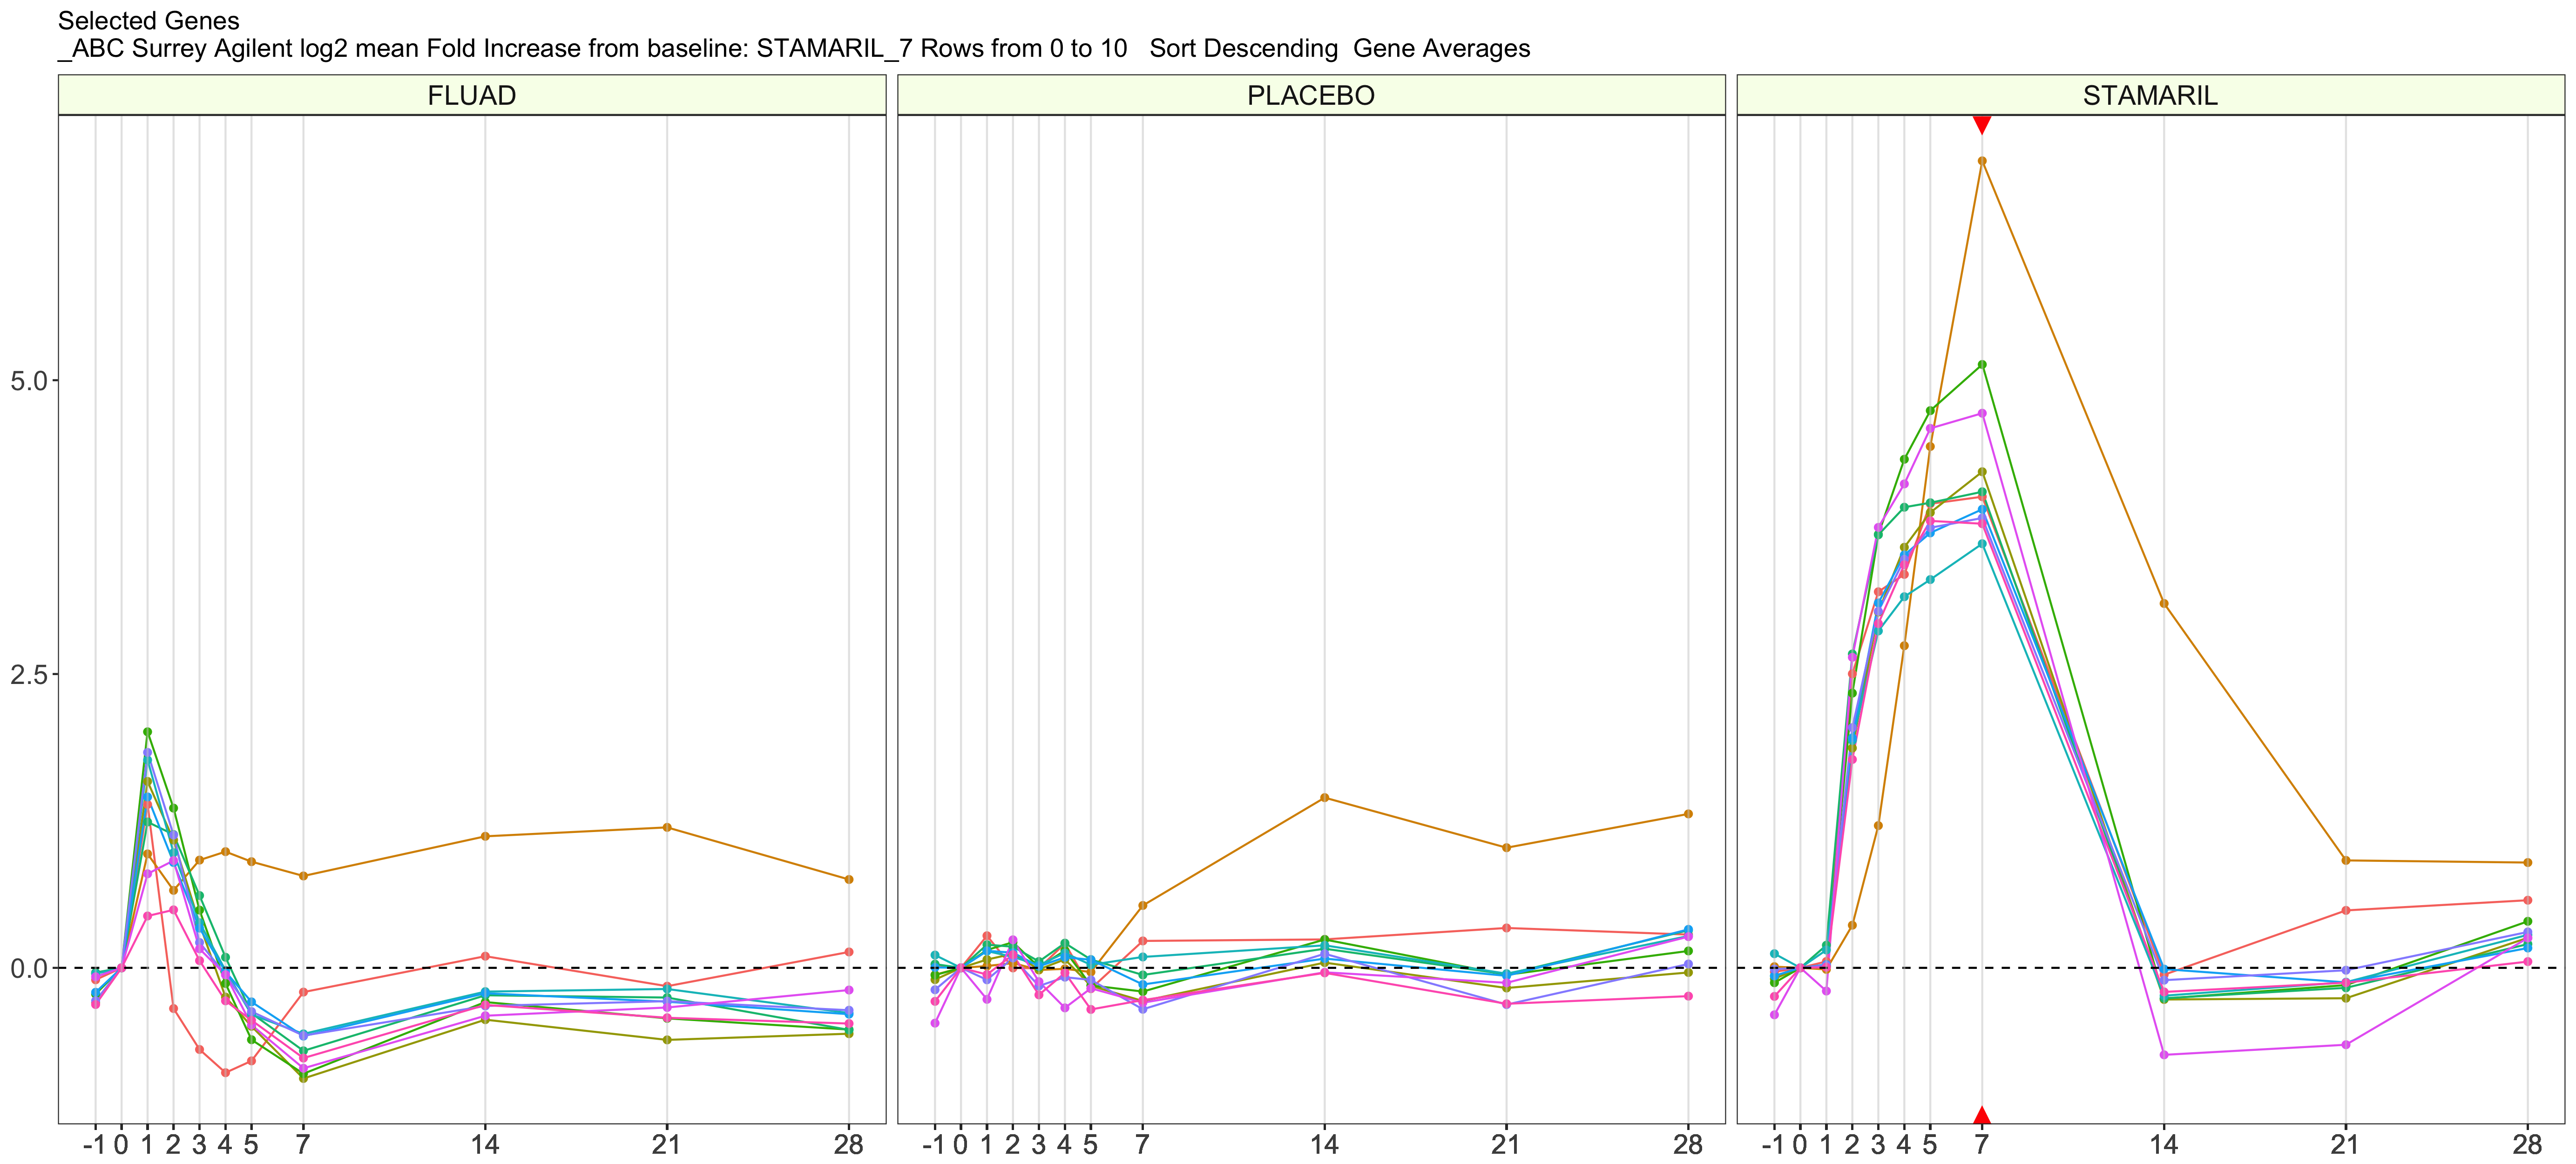 Selected Genes
_ABC Surrey Agilent log2 mean Fold Increase from baseline: STAMARIL_7 Rows from 0 to 10   Sort Descending  Gene Averages
FLUAD PLACEBO STAMARIL
5.0
2.5
0.0
-1 0 1 2 3 4 5 7 14 21 28 -1 0 1 2 3 4 5 7 14 21 28 -1 0 1 2 3 4 5 7 14 21 28